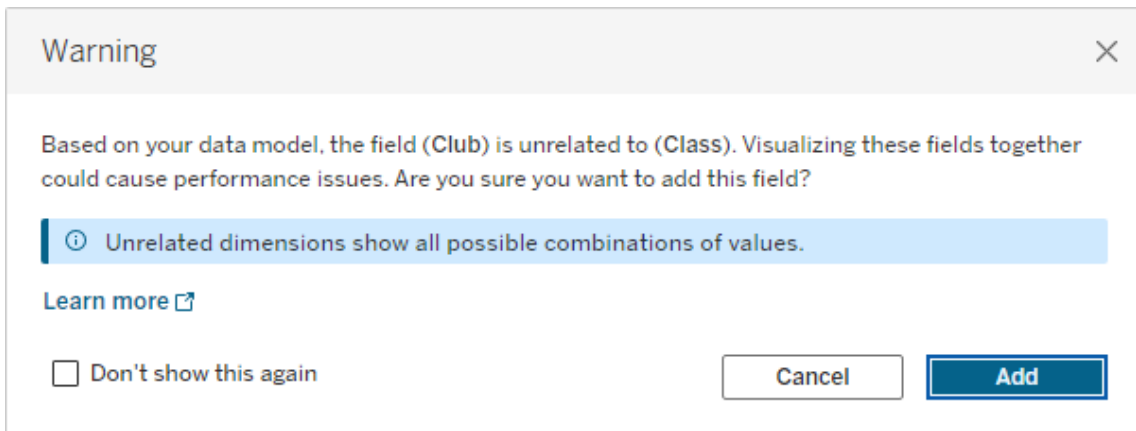 Warning
Based on your data model, the field (Club) is unrelated to (Class). Visualizing these fields together
could cause performance issues. Are you sure you want to add this field?
Unrelated dimensions show all possible combinations of values.
Learn more
Don't show this again
Cancel
Add